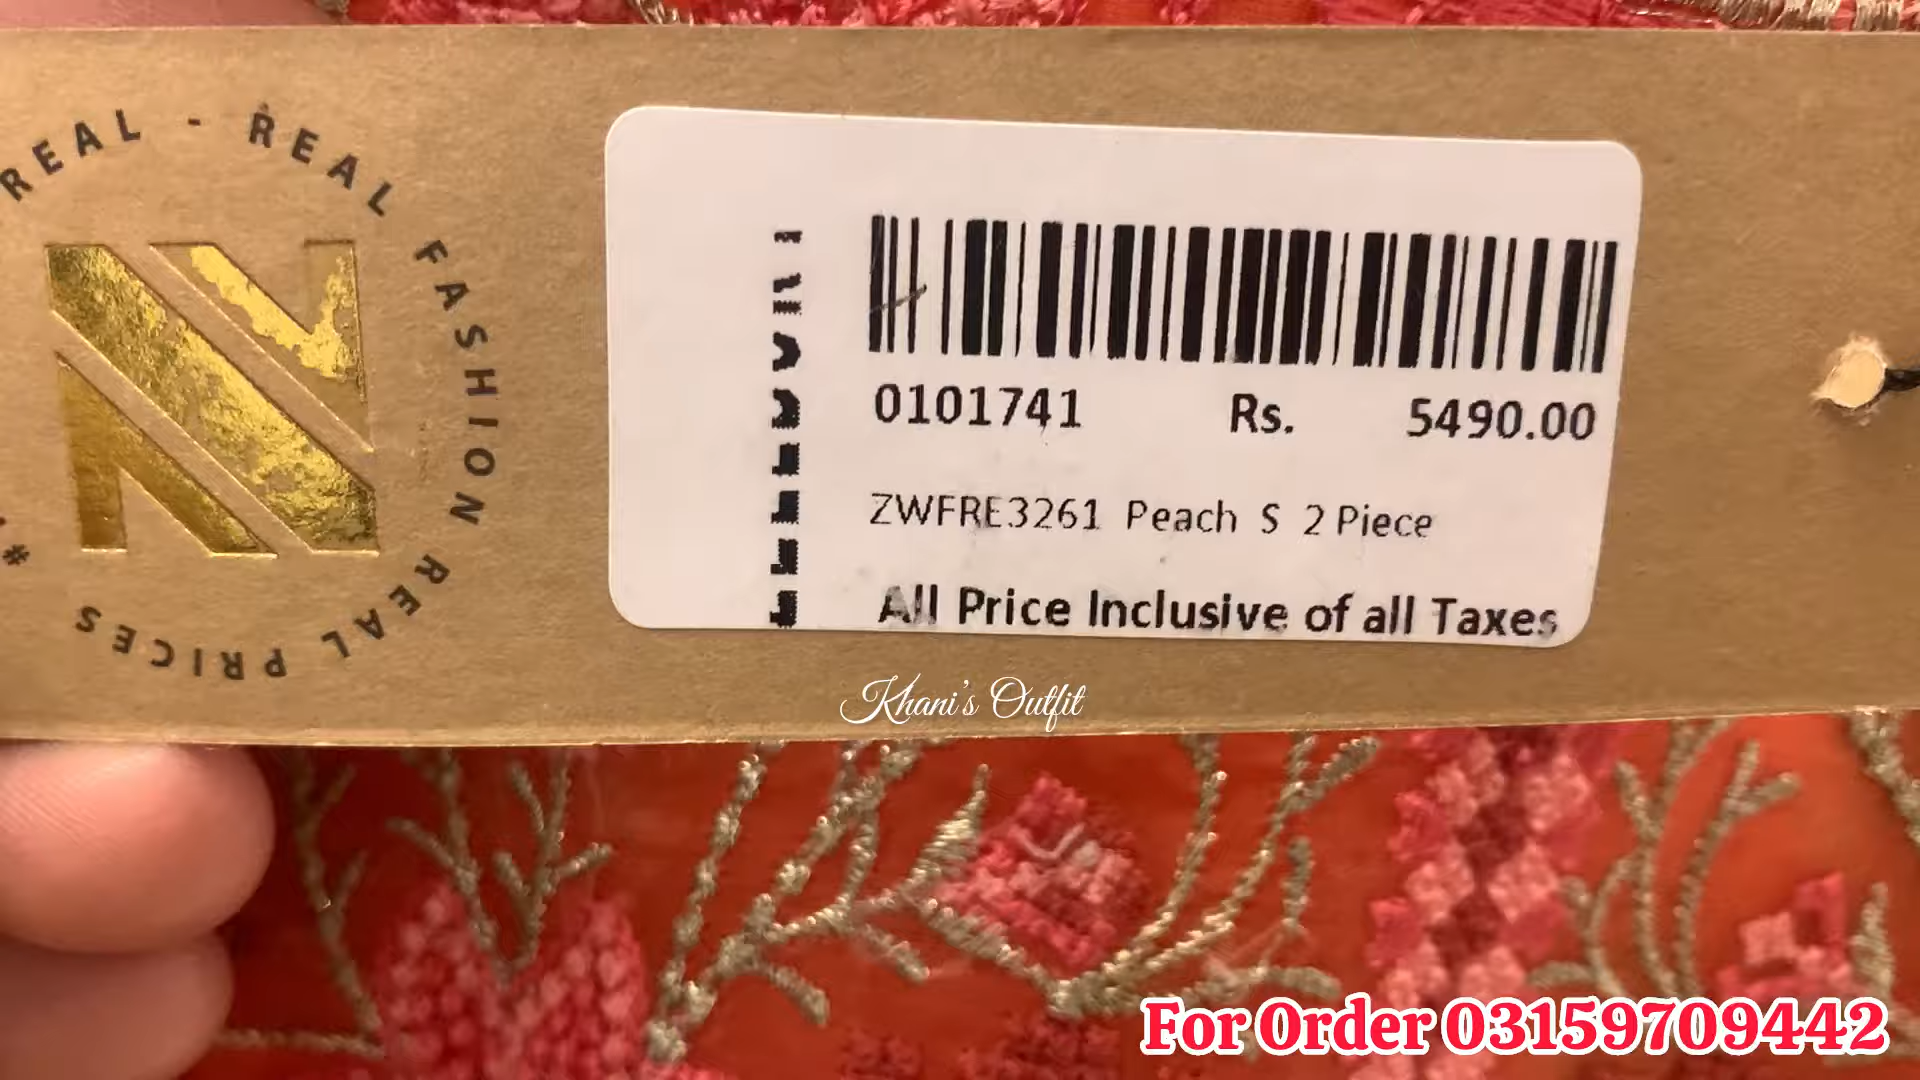 REAL - REAL FASHION REAL PRICES #
0101741 Rs. 5490.00
ZWFRE3261 Peach S 2 Piece
All Price Inclusive of all Taxes
Khani's Outfit
For Order 03159709442